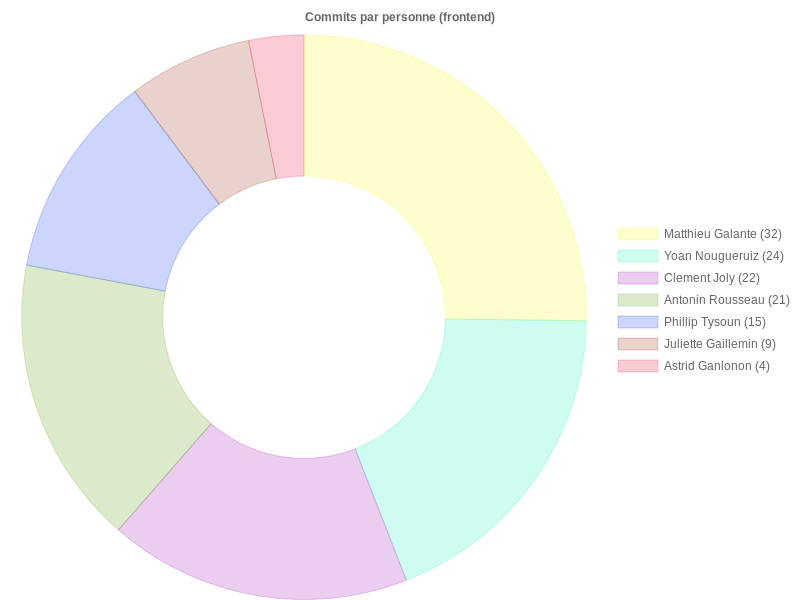 Commits par personne (frontend)
Matthieu Galante (32)
Yoan Nougueruiz (24)
Clement Joly (22)
Antonin Rousseau (21)
Phillip Tysoun (15)
Juliette Gaillemin (9)
Astrid Ganlonon (4)